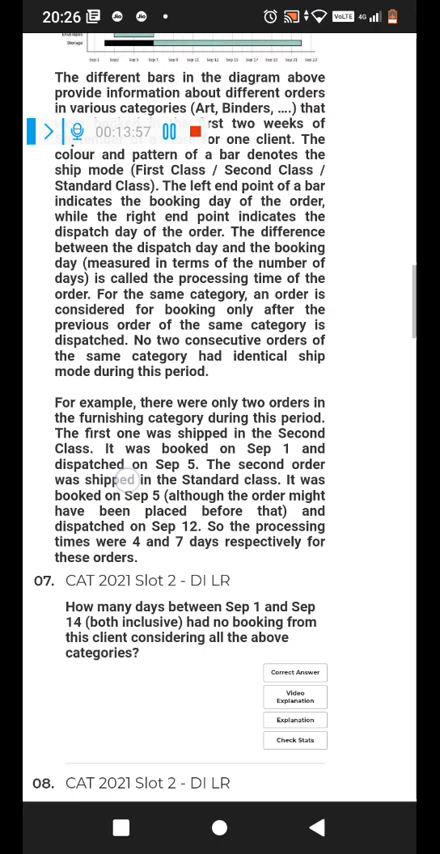 20:26
VoLTE 4G
Storage
The different bars in the diagram above
provide information about different orders
in various categories (Art, Binders, ....) that
first two weeks of
00:13:57
or one client. The
colour and pattern of a bar denotes the
ship mode (First Class / Second Class /
Standard Class). The left end point of a bar
indicates the booking day of the order,
while the right end point indicates the
dispatch day of the order. The difference
between the dispatch day and the booking
day (measured in terms of the number of
days) is called the processing time of the
order. For the same category, an order is
considered for booking only after the
previous order of the same category is
dispatched. No two consecutive orders of
the same category had identical ship
mode during this period.
For example, there were only two orders in
the furnishing category during this period.
The first one was shipped in the Second
Class. It was booked on Sep 1 and
dispatched on Sep 5. The second order
was shipped in the Standard class. It was
booked on Sep 5 (although the order might
have been placed before that) and
dispatched on Sep 12. So the processing
times were 4 and 7 days respectively for
these orders.
07. CAT 2021 Slot 2 - DI LR
How many days between Sep 1 and Sep
14 (both inclusive) had no booking from
this client considering all the above
categories?
Correct Answer
Video
Explanation
Explanation
Check Stats
08. CAT 2021 Slot 2 - DI LR